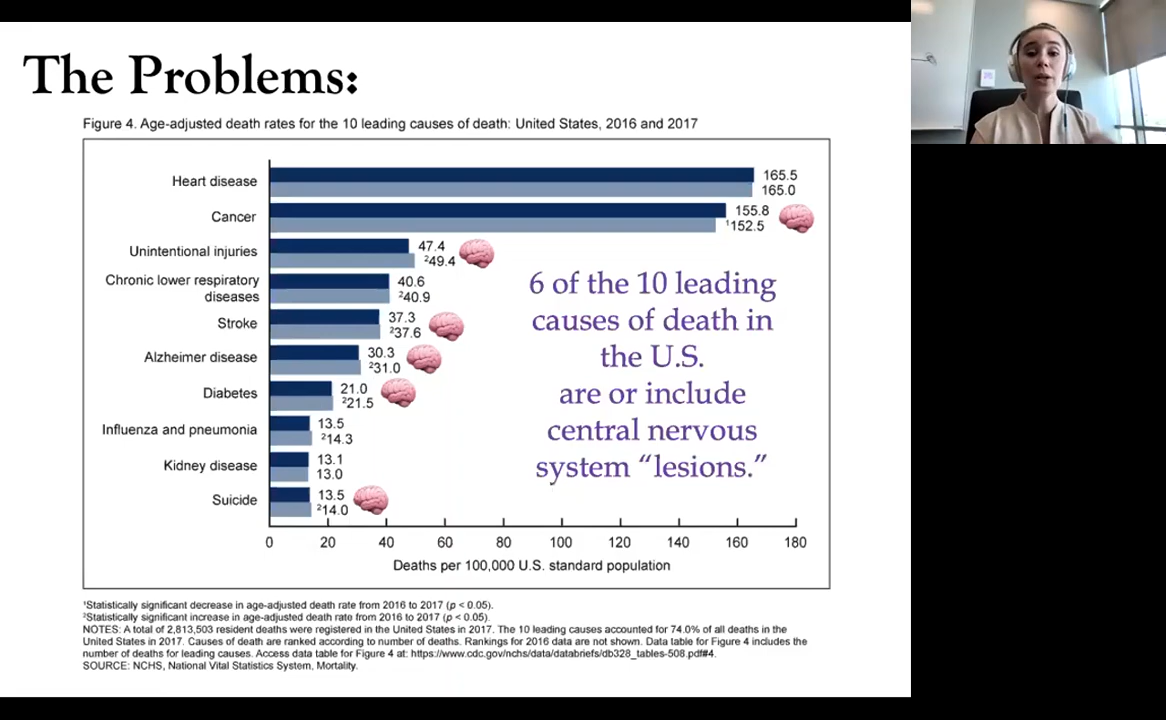 The Problems:
Figure 4. Age-adjusted death rates for the 10 leading causes of death: United States, 2016 and 2017
Heart disease
165.5
165.0
Cancer
155.8
¹152.5
Unintentional injuries
47.4
²49.4
Chronic lower respiratory
diseases
40.6
²40.9
Stroke
37.3
²37.6
Alzheimer disease
30.3
²31.0
Diabetes
21.0
²21.5
Influenza and pneumonia
13.5
²14.3
Kidney disease
13.1
13.0
Suicide
13.5
²14.0
6 of the 10 leading
causes of death in
the U.S.
are or include
central nervous
system “lesions.”
0 20 40 60 80 100 120 140 160 180
Deaths per 100,000 U.S. standard population
¹Statistically significant decrease in age-adjusted death rate from 2016 to 2017 (p < 0.05).
²Statistically significant increase in age-adjusted death rate from 2016 to 2017 (p < 0.05).
NOTES: A total of 2,813,503 resident deaths were registered in the United States in 2017. The 10 leading causes accounted for 74.0% of all deaths in the
United States in 2017. Causes of death are ranked according to number of deaths. Rankings for 2016 data are not shown. Data table for Figure 4 includes the
number of deaths for leading causes. Access data table for Figure 4 at: https://www.cdc.gov/nchs/data/databriefs/db328_tables-508.pdf#4.
SOURCE: NCHS, National Vital Statistics System, Mortality.